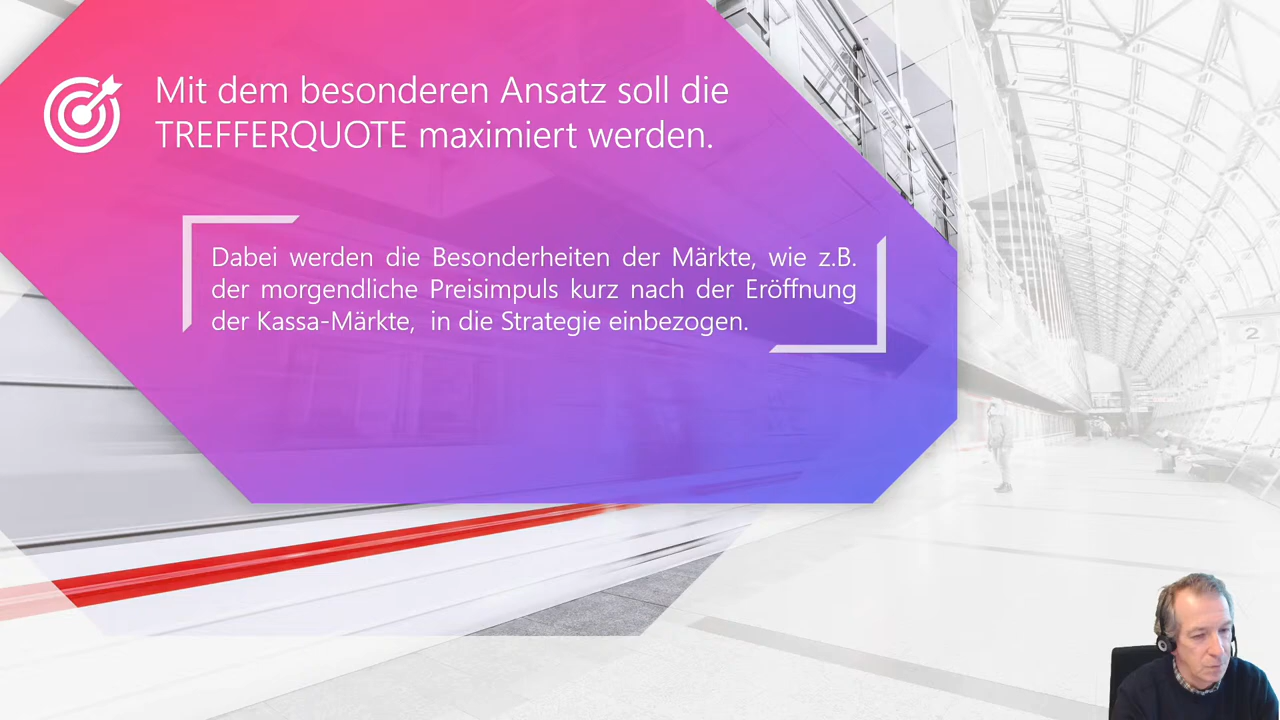 Mit dem besonderen Ansatz soll die
TREFFERQUOTE maximiert werden.
Dabei werden die Besonderheiten der Märkte, wie z.B.
der morgendliche Preisimpuls kurz nach der Eröffnung
der Kassa-Märkte,  in die Strategie einbezogen.
2